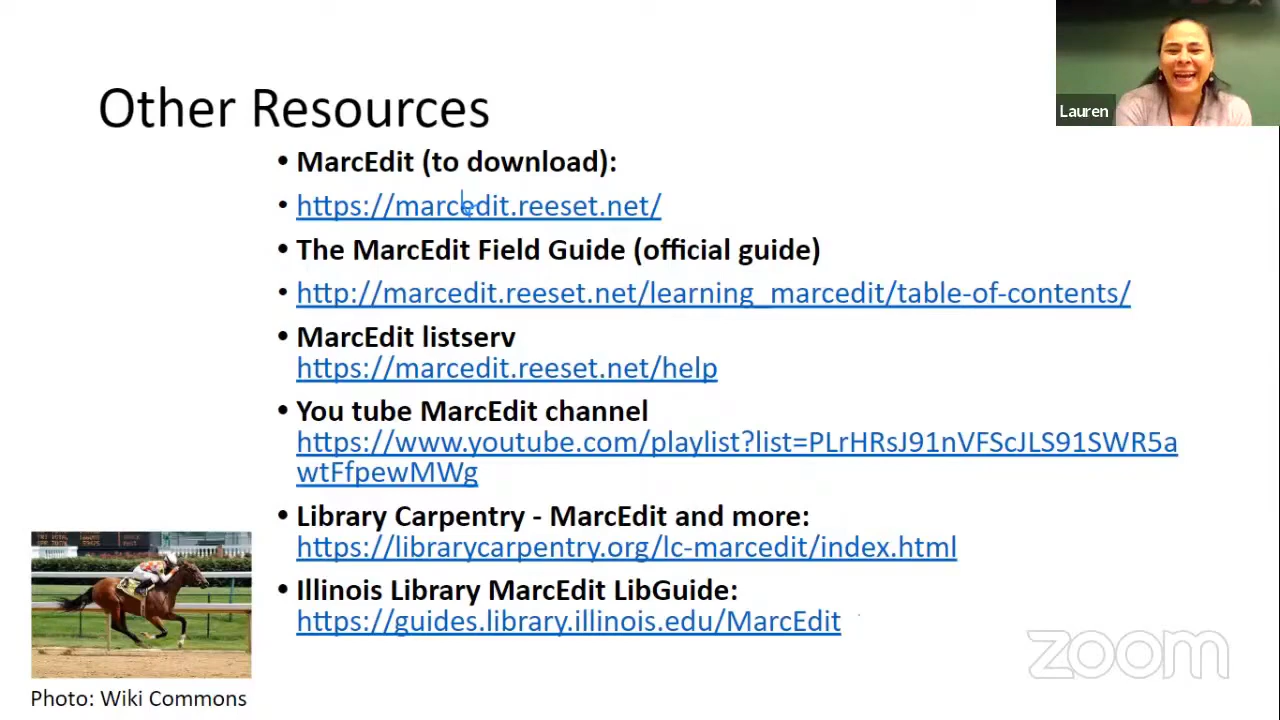 Other Resources
Lauren
• MarcEdit (to download):
• https://marcedit.reeset.net/
• The MarcEdit Field Guide (official guide)
• http://marcedit.reeset.net/learning_marcedit/table-of-contents/
• MarcEdit listserv
https://marcedit.reeset.net/help
• You tube MarcEdit channel
https://www.youtube.com/playlist?list=PLrHRsJ91nVFScJLS91SWR5a
wtFfpewMWg
• Library Carpentry - MarcEdit and more:
https://librarycarpentry.org/lc-marcedit/index.html
• Illinois Library MarcEdit LibGuide:
https://guides.library.illinois.edu/MarcEdit
zoom
Photo: Wiki Commons